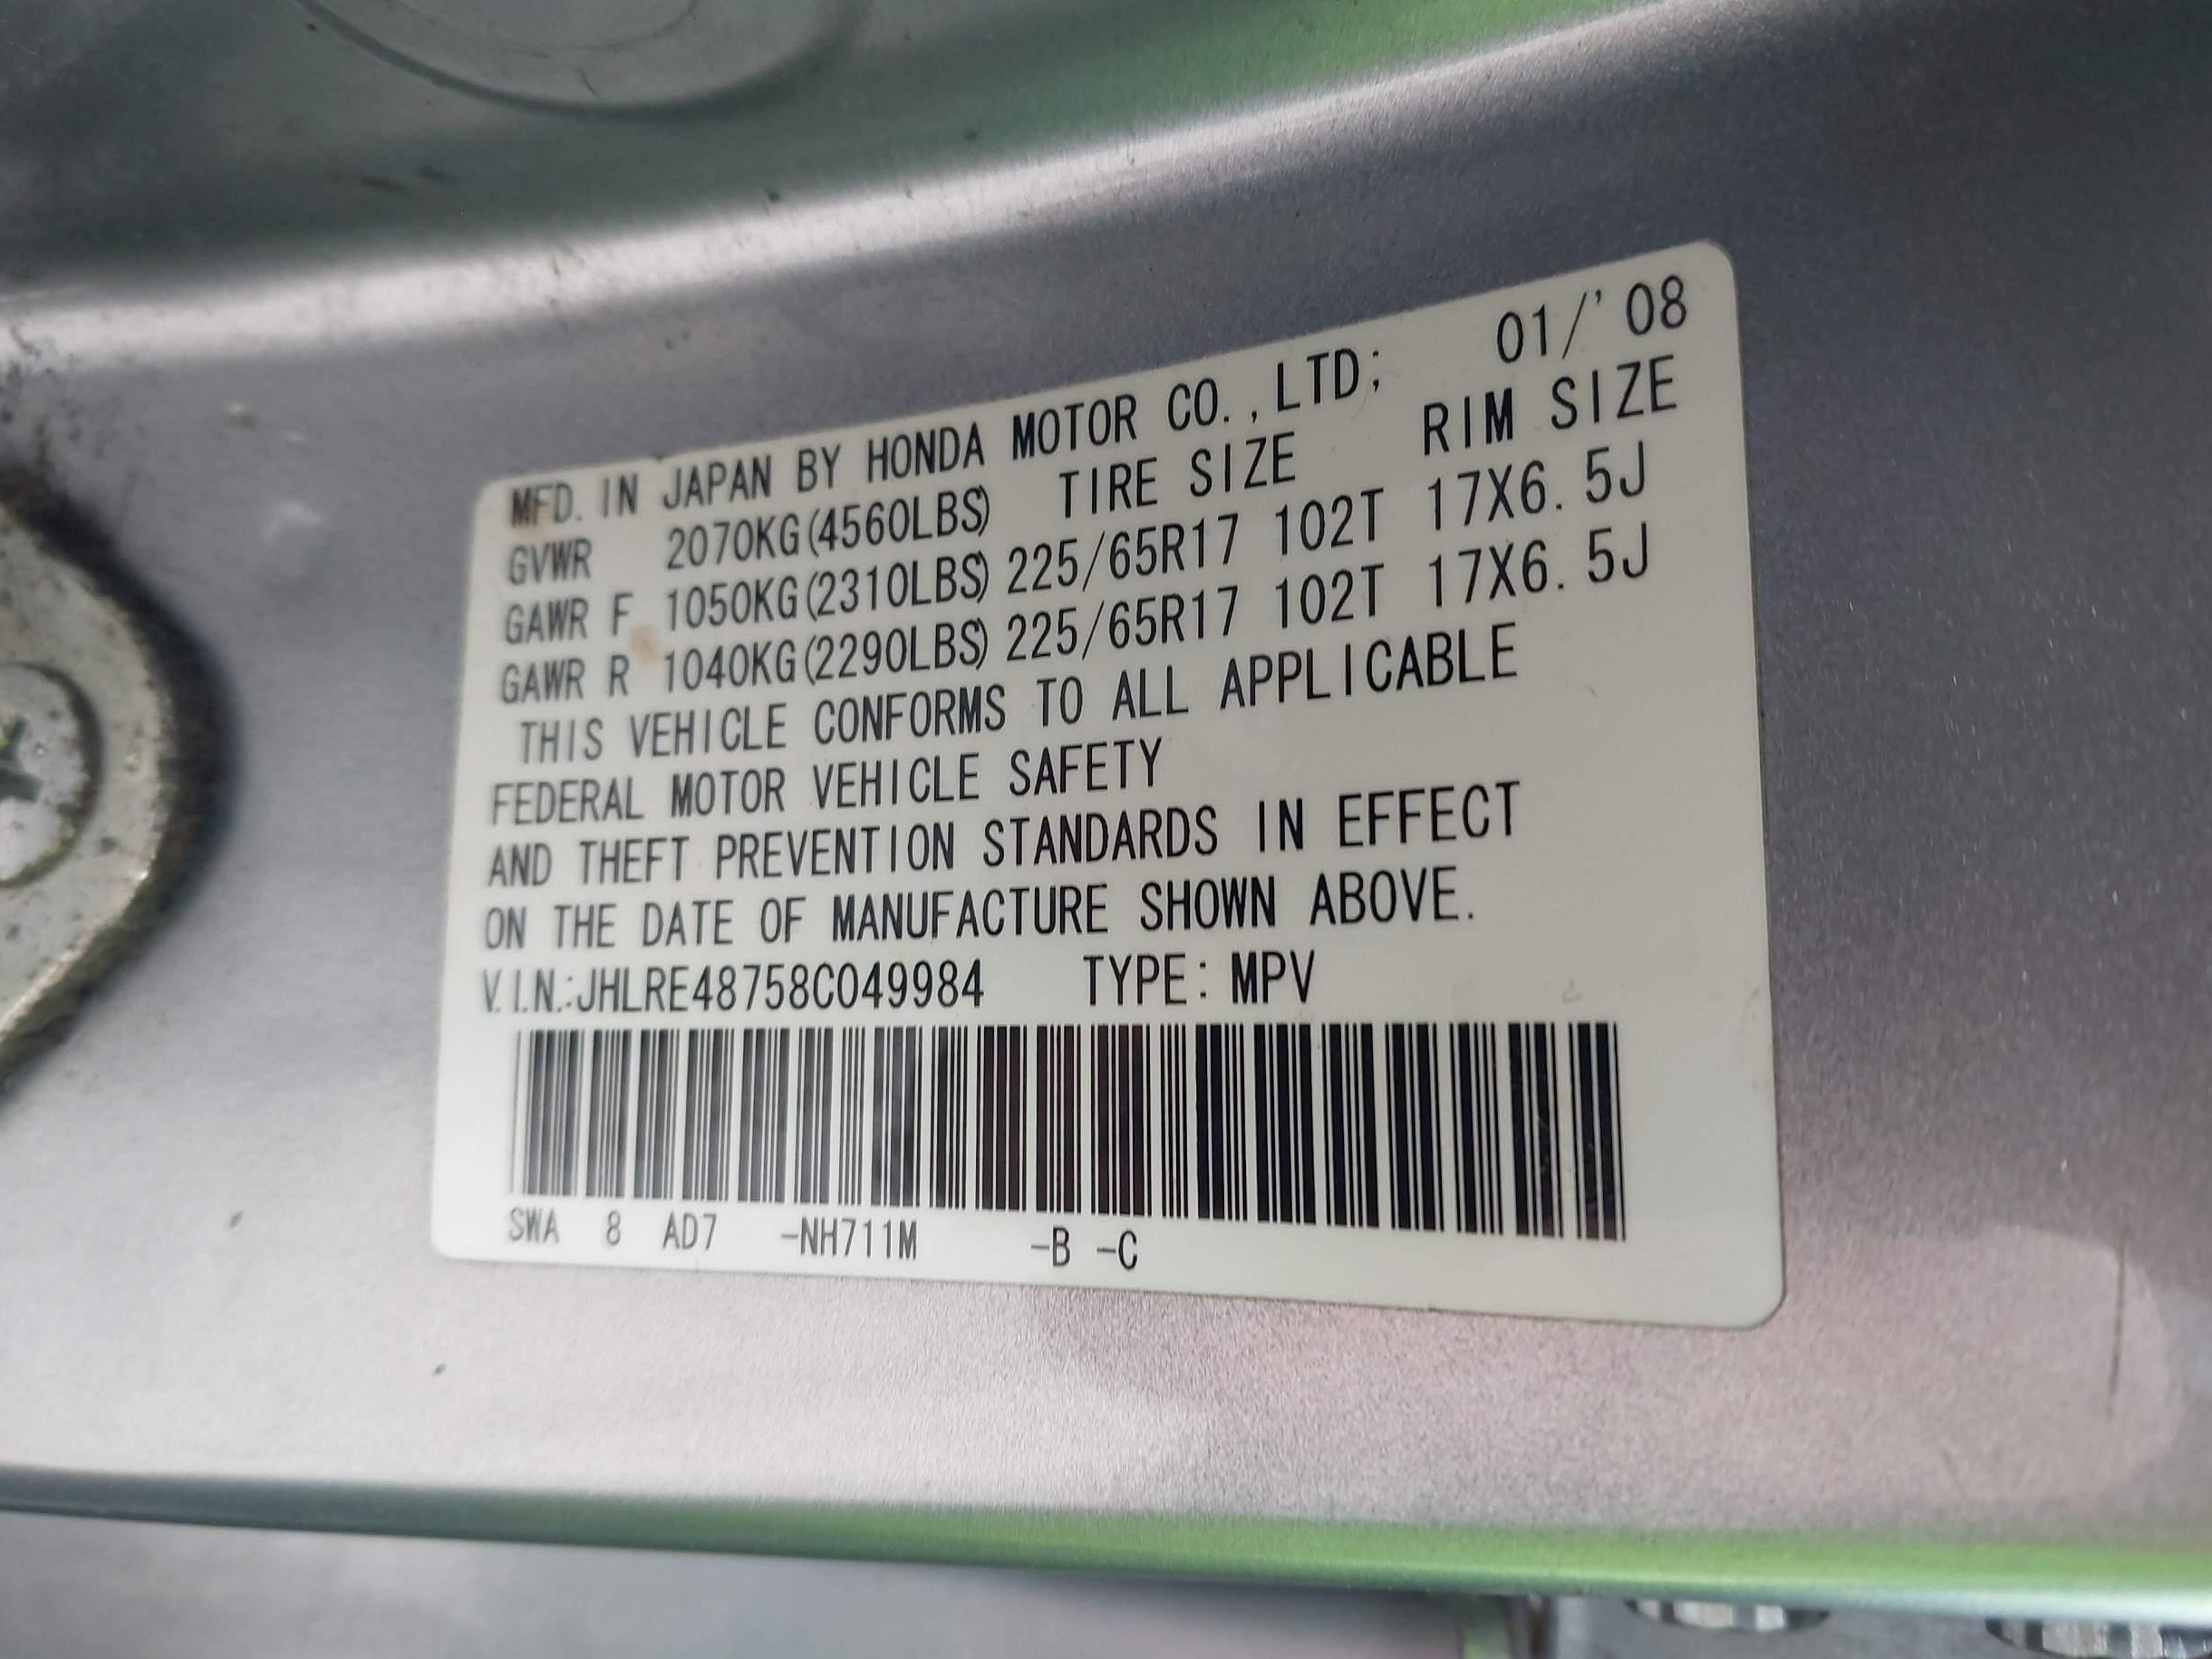 MFD. IN JAPAN BY HONDA MOTOR CO.,LTD; 01/'08
GVWR 2070KG(4560LBS) TIRE SIZE RIM SIZE
GAWR F 1050KG(2310LBS) 225/65R17 102T 17X6.5J
GAWR R 1040KG(2290LBS) 225/65R17 102T 17X6.5J
THIS VEHICLE CONFORMS TO ALL APPLICABLE
FEDERAL MOTOR VEHICLE SAFETY
AND THEFT PREVENTION STANDARDS IN EFFECT
ON THE DATE OF MANUFACTURE SHOWN ABOVE.
V.I.N.:JHLRE48758C049984 TYPE: MPV
SWA 8 AD7 -NH711M -B -C